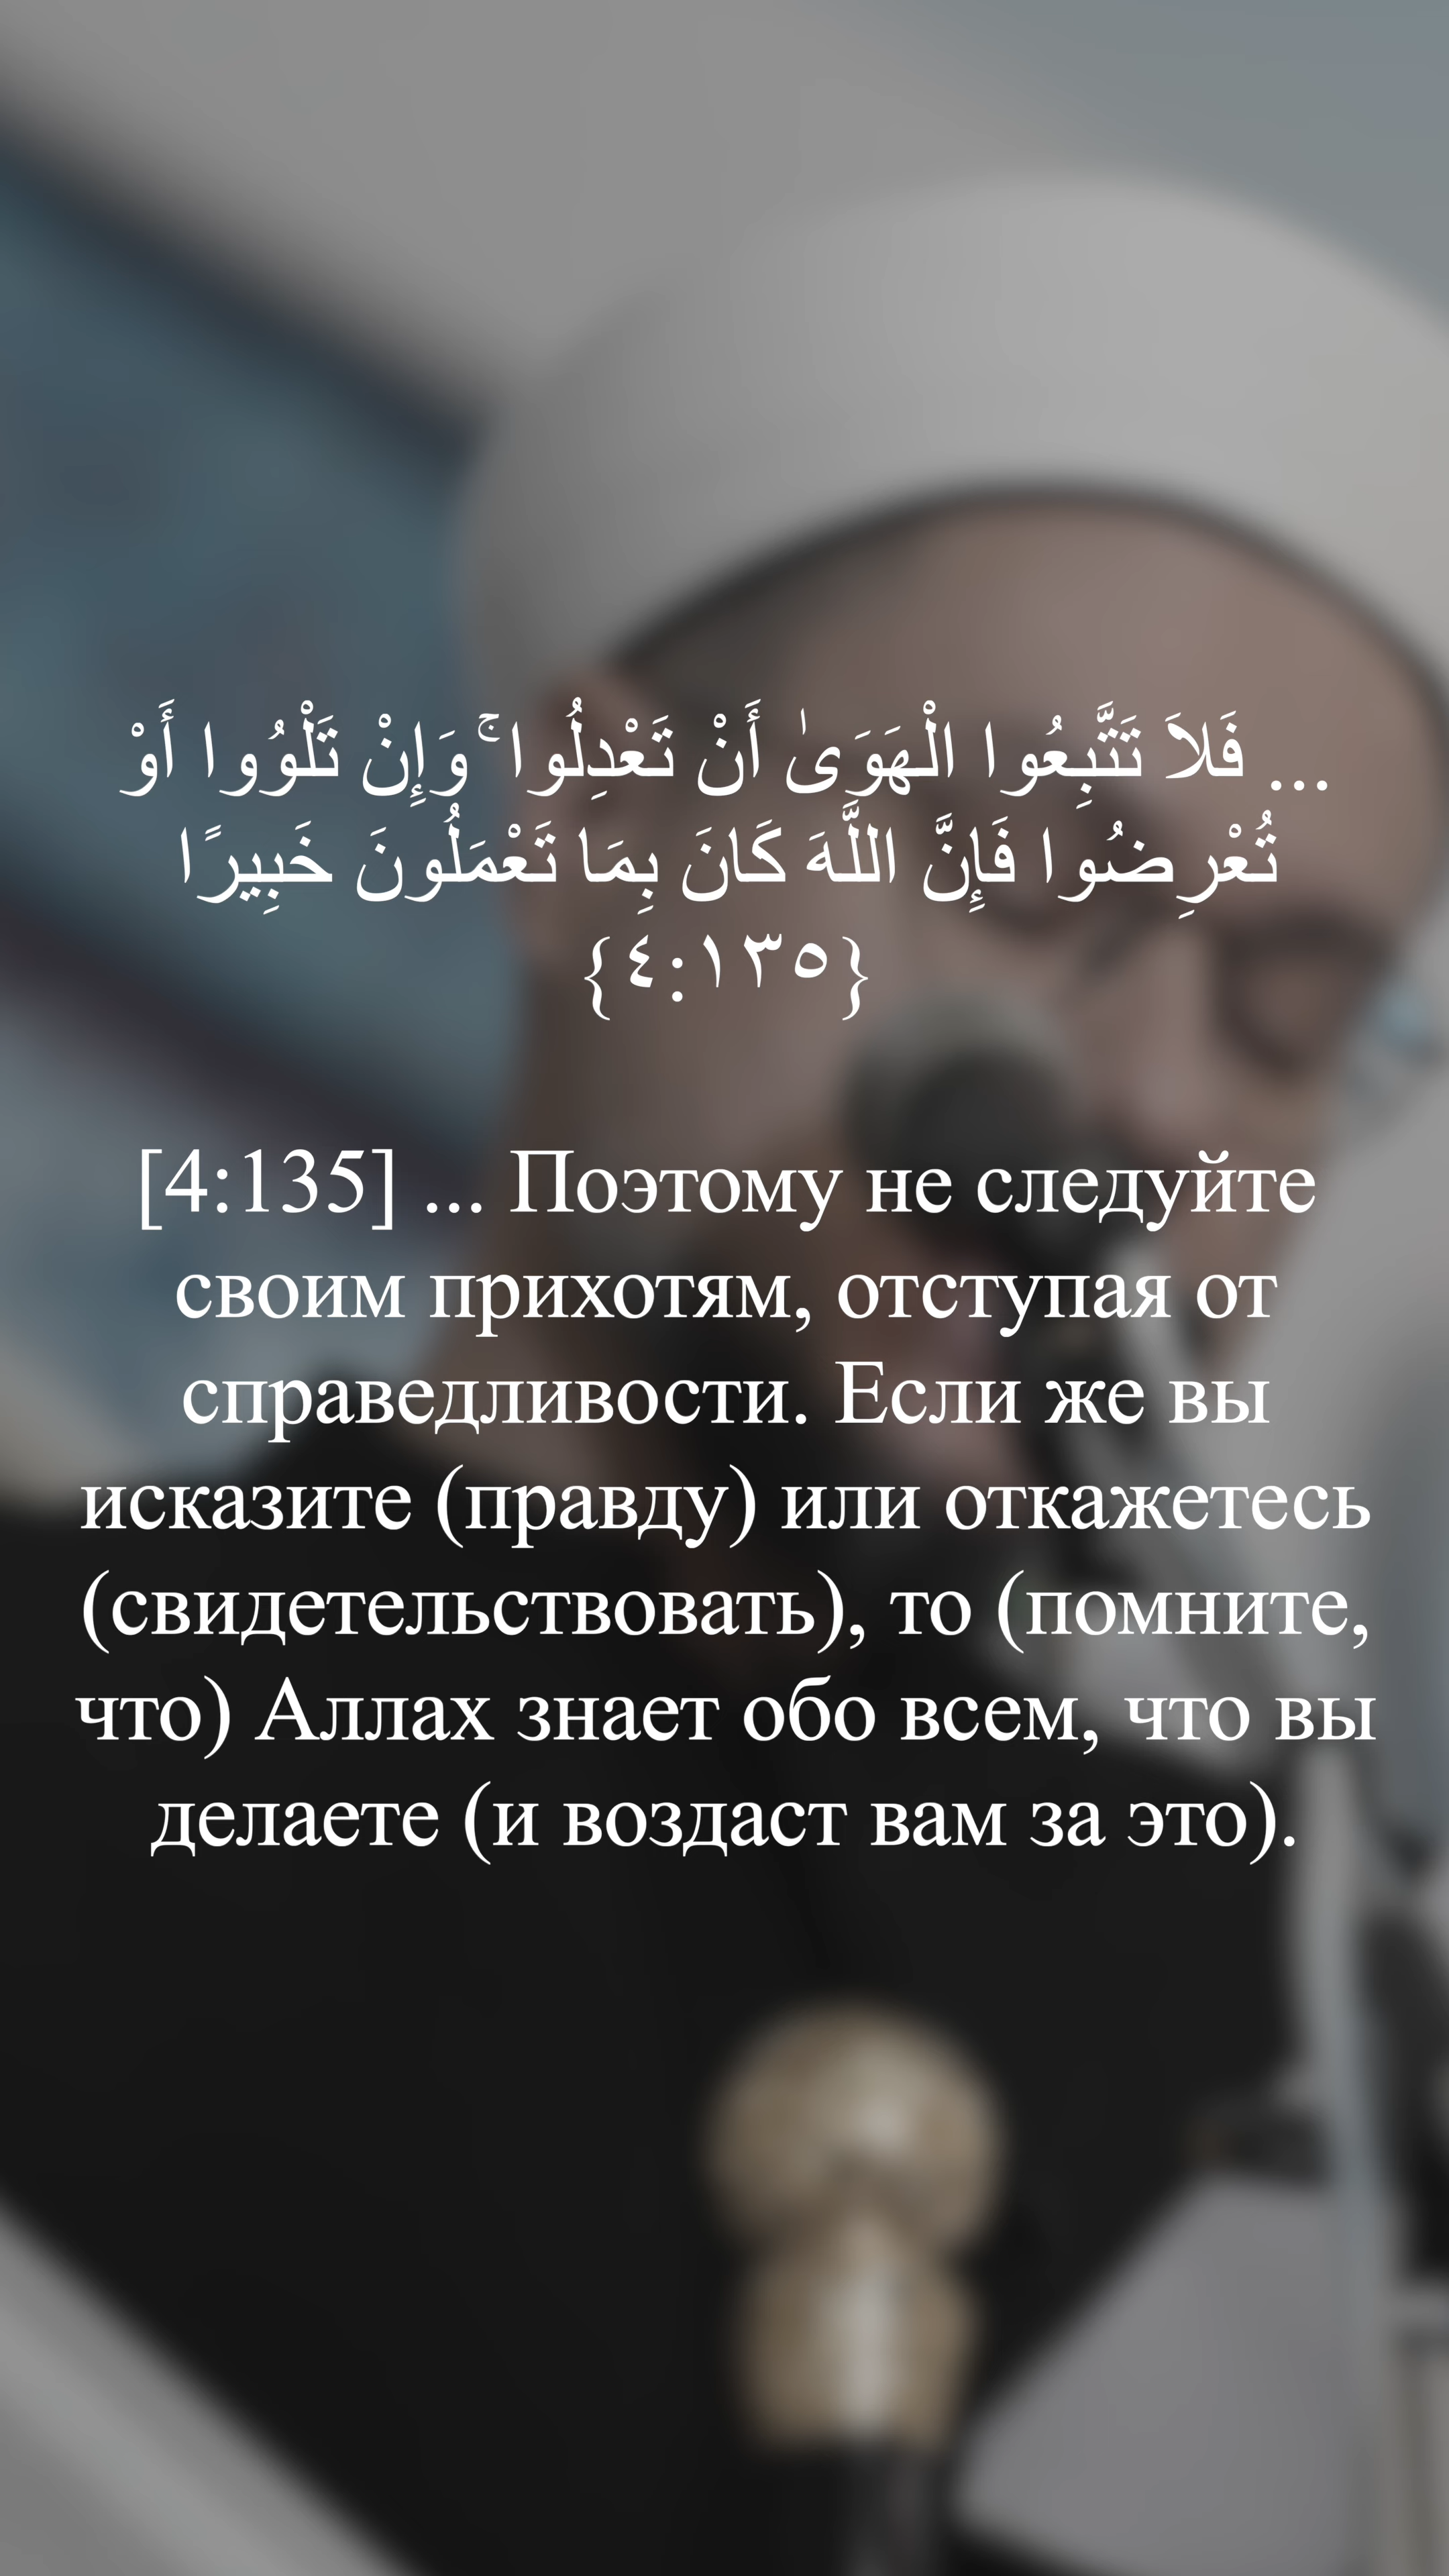 ... فَلاَ تَتَّبِعُوا الْهَوَىٰ أَنْ تَعْدِلُوا ۚ وَإِنْ تَلْوُوا أَوْ
تُعْرِضُوا فَإِنَّ اللَّهَ كَانَ بِمَا تَعْمَلُونَ خَبِيرًا
{٤:١٣٥}
[4:135] ... Поэтому не следуйте
своим прихотям, отступая от
справедливости. Если же вы
исказите (правду) или откажетесь
(свидетельствовать), то (помните,
что) Аллах знает обо всем, что вы
делаете (и воздаст вам за это).